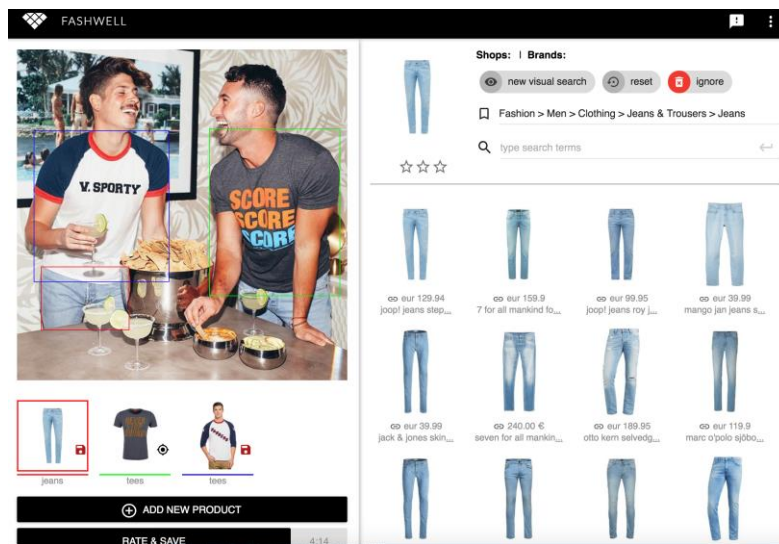 FASHWELL
V. SPORTY
SCORE
SCORE
SCORE
jeans
tees
tees
ADD NEW PRODUCT
RATE & SAVE
4:14
Shops: | Brands:
new visual search
reset
ignore
Fashion > Men > Clothing > Jeans & Trousers > Jeans
type search terms
eur 129.94
joop! jeans step...
eur 159.9
7 for all mankind fo...
eur 99.95
joop! jeans roy j...
eur 39.99
mango jan jeans s...
eur 39.99
jack & jones skin...
240.00 €
seven for all mankin...
eur 189.95
otto kern selvedg...
eur 119.9
marc o'polo sjöbo...